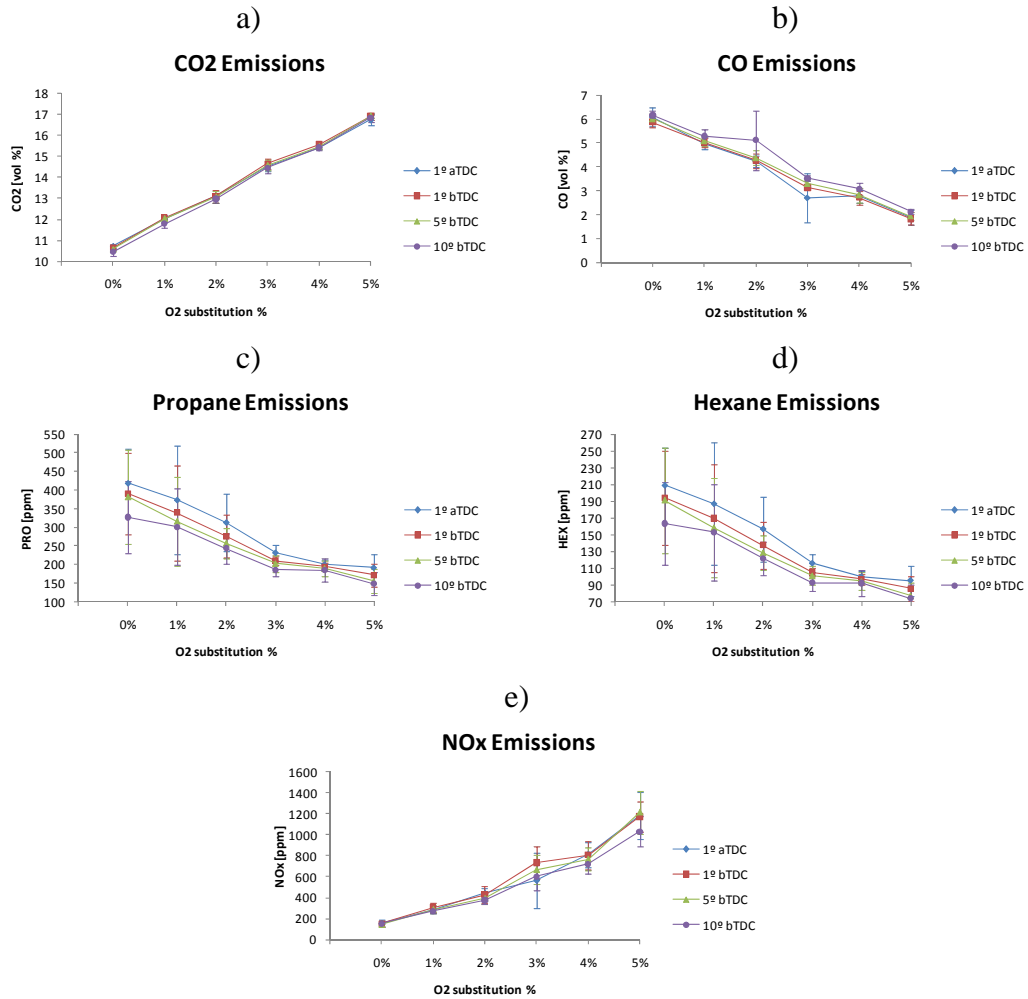 a)
CO2 Emissions
CO2 [vol %]
18
17
16
15
14
13
12
11
10
0% 1% 2% 3% 4% 5%
O2 substitution %
1º aTDC
1º bTDC
5º bTDC
10º bTDC
b)
CO Emissions
CO [vol %]
7
6
5
4
3
2
1
0
0% 1% 2% 3% 4% 5%
O2 substitution %
1º aTDC
1º bTDC
5º bTDC
10º bTDC
c)
Propane Emissions
PRO [ppm]
550
500
450
400
350
300
250
200
150
100
0% 1% 2% 3% 4% 5%
O2 substitution %
1º aTDC
1º bTDC
5º bTDC
10º bTDC
d)
Hexane Emissions
HEX [ppm]
270
250
230
210
190
170
150
130
110
90
70
0% 1% 2% 3% 4% 5%
O2 substitution %
1º aTDC
1º bTDC
5º bTDC
10º bTDC
e)
NOx Emissions
NOx [ppm]
1600
1400
1200
1000
800
600
400
200
0
0% 1% 2% 3% 4% 5%
O2 substitution %
1º aTDC
1º bTDC
5º bTDC
10º bTDC